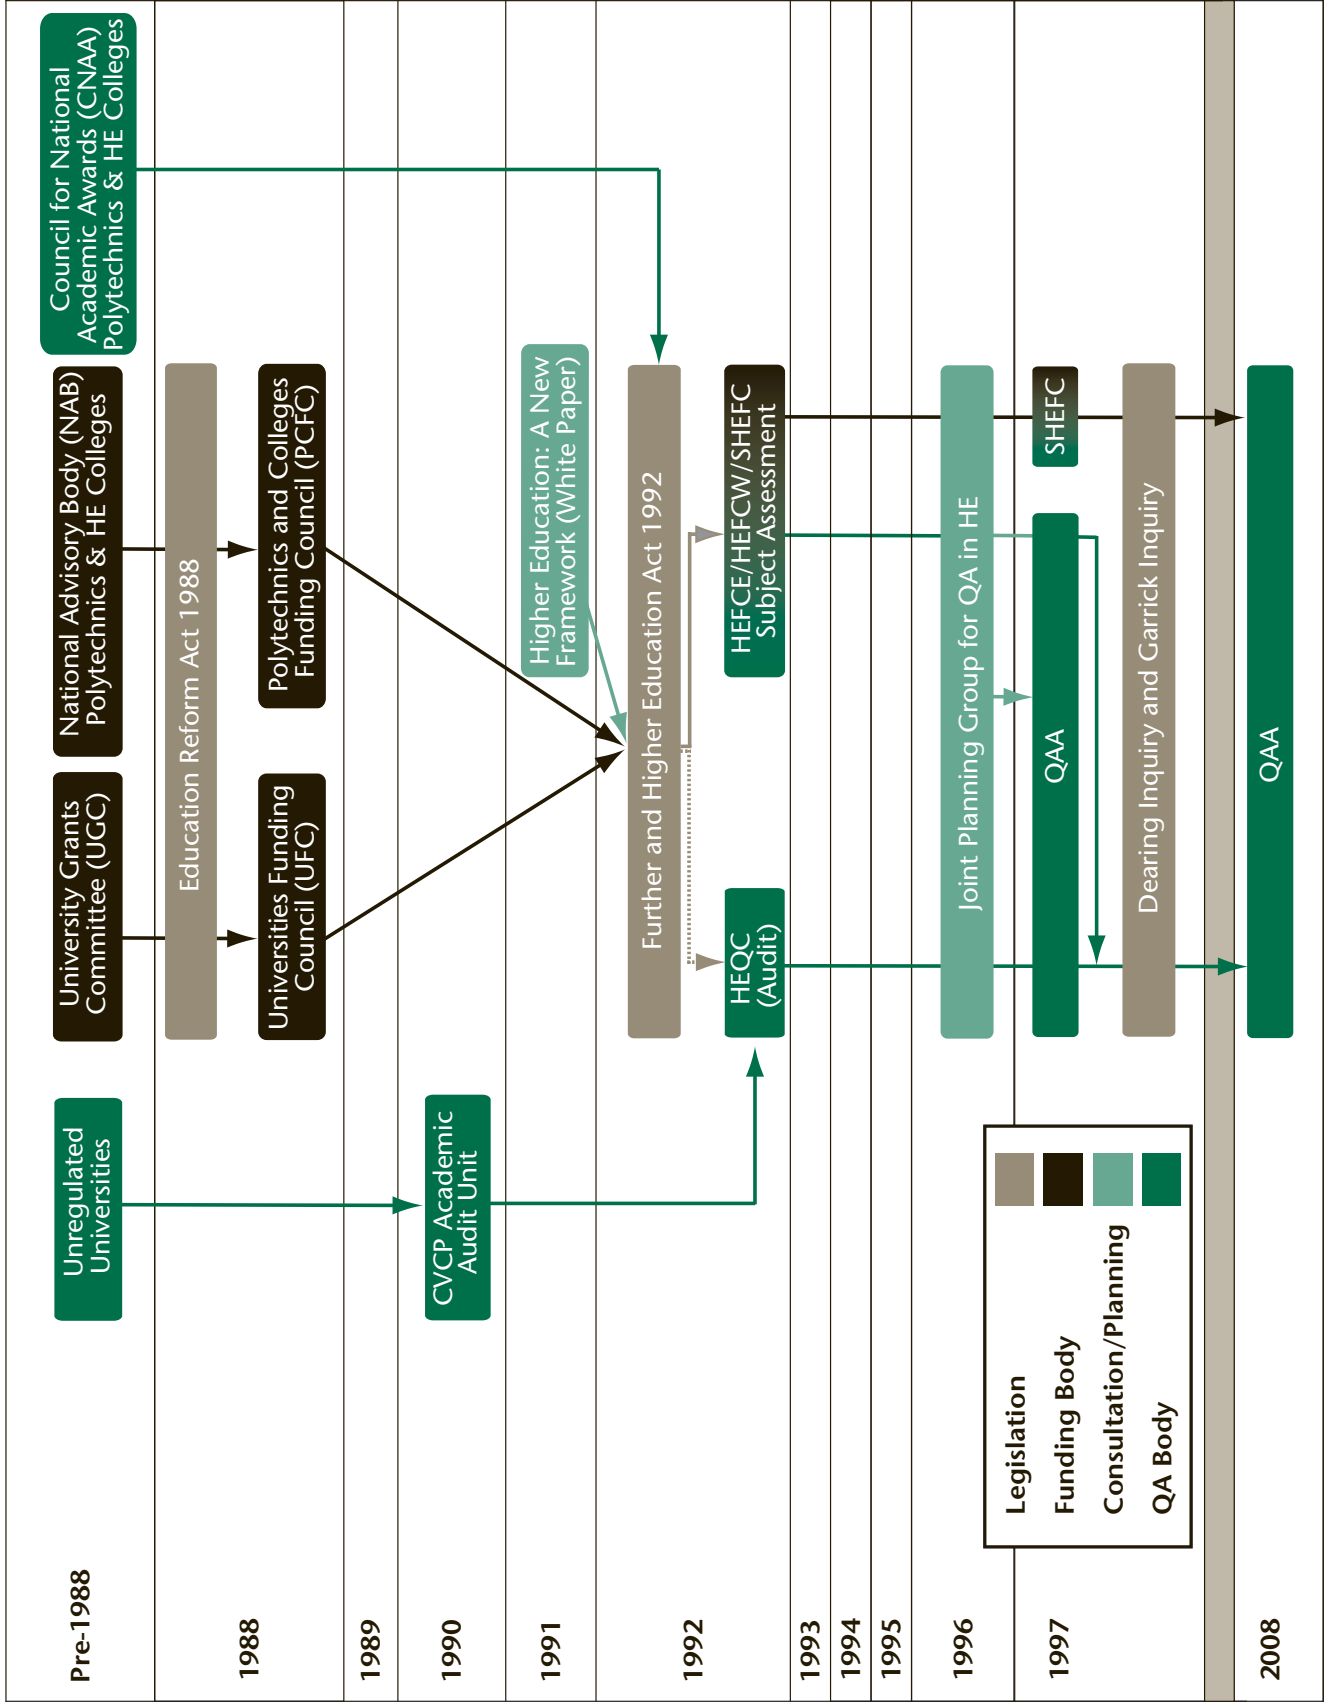 Pre-1988
Unregulated
Universities
University Grants
Committee (UGC)
National Advisory Body (NAB)
Polytechnics & HE Colleges
Council for National
Academic Awards (CNAA)
Polytechnics & HE Colleges
1988
Education Reform Act 1988
Universities Funding
Council (UFC)
Polytechnics and Colleges
Funding Council (PCFC)
1989
1990
CVCP Academic
Audit Unit
1991
Higher Education: A New
Framework (White Paper)
1992
Further and Higher Education Act 1992
HEQC
(Audit)
HEFCE/HEFCW/SHEFC
Subject Assessment
1993
1994
1995
1996
Joint Planning Group for QA in HE
1997
QAA
SHEFC
Dearing Inquiry and Garrick Inquiry
Legislation
Funding Body
Consultation/Planning
QA Body
2008
QAA